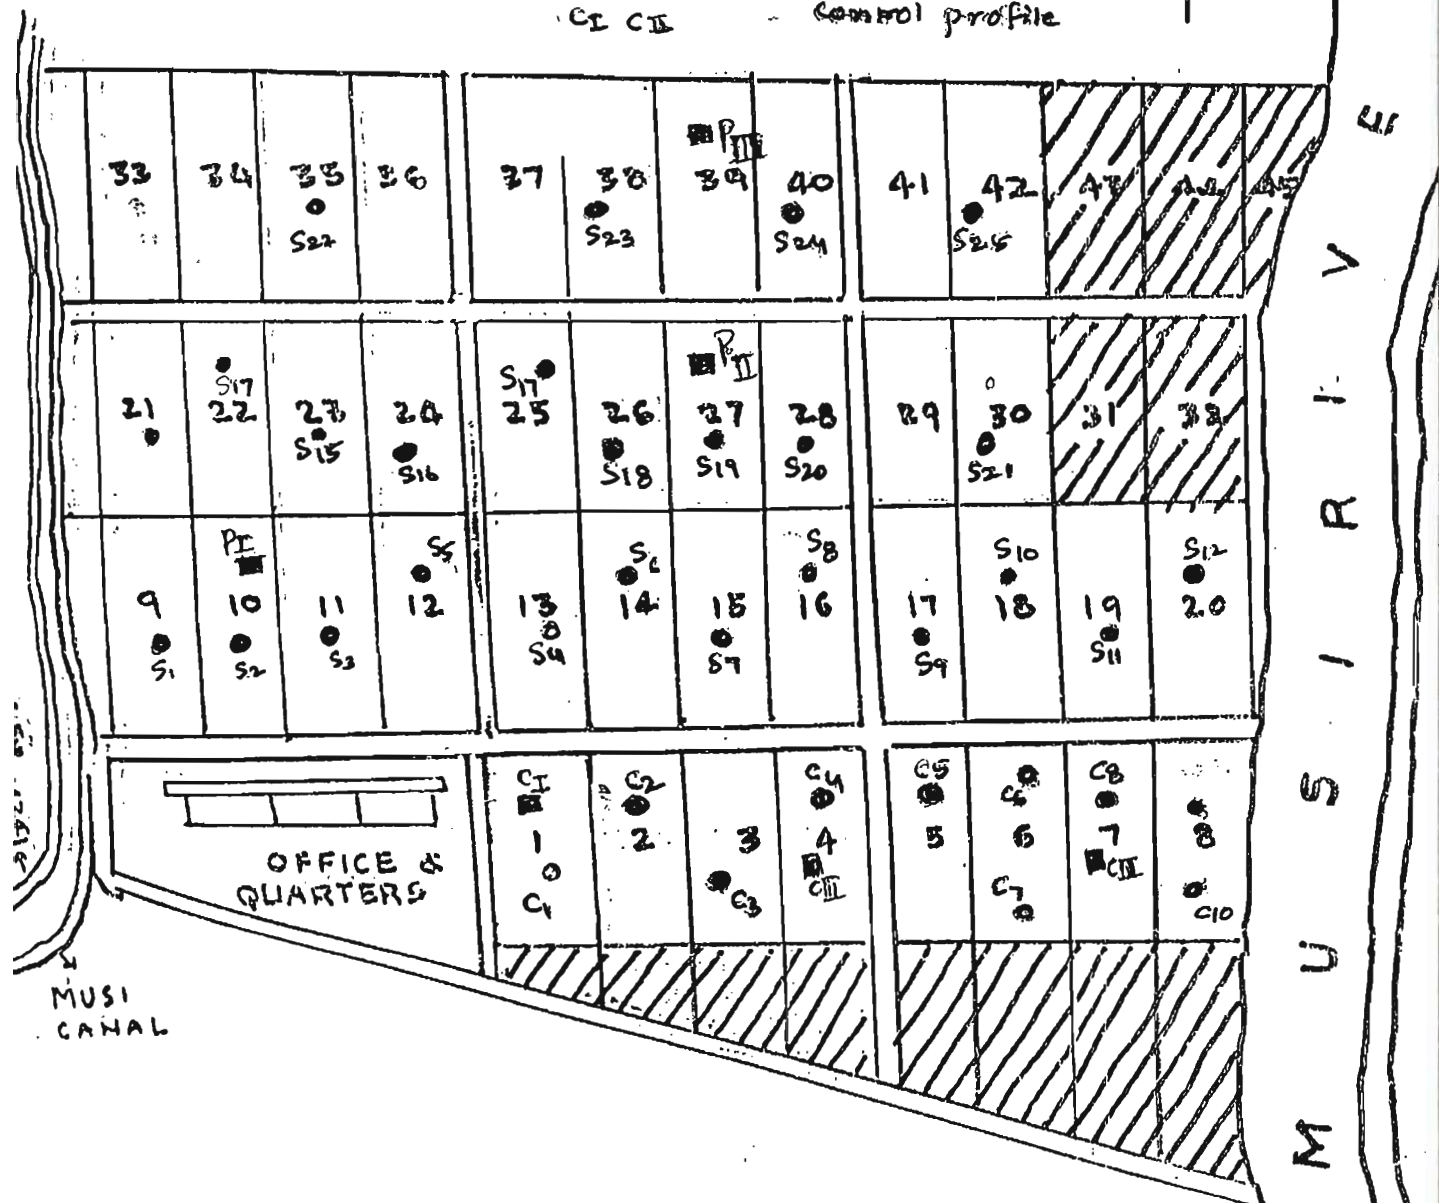 CI CII - control profile
PIII
33 34 35 36 37 38 39 40 41 42 43 44 45
S22 S23 S24 S25
PII
S17 S17
21 22 23 24 25 26 27 28 29 30 31 32
S15 S16 S18 S19 S20 S21
PI S5 S6 S8 S10 S12
9 10 11 12 13 14 15 16 17 18 19 20
S1 S2 S3 S4 S7 S9 S11
CI C2 C4 C5 C6 C8
1 2 3 4 5 6 7 8
OFFICE &
QUARTERS
C1 C3 CII C7 CIII C10
MUSI
CANAL
MUSI RIVE